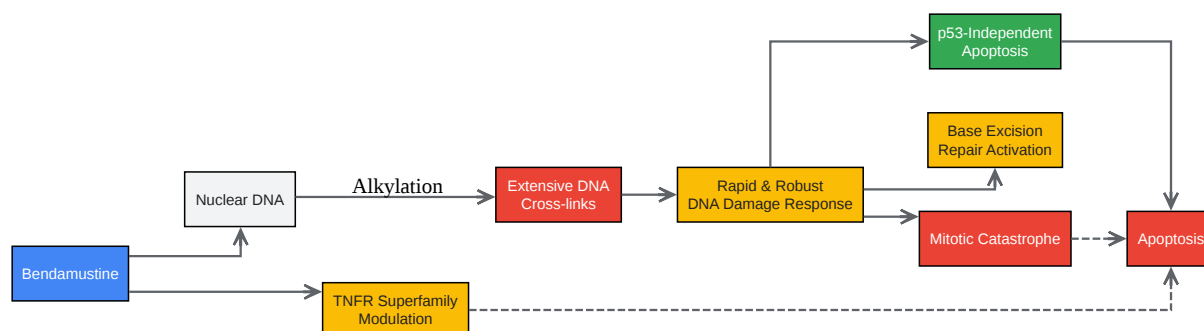 p53-Independent
Apoptosis
Base Excision
Repair Activation
Alkylation
Nuclear DNA
Extensive DNA
Cross-links
Rapid & Robust
DNA Damage Response
Mitotic Catastrophe
Apoptosis
Bendamustine
TNFR Superfamily
Modulation